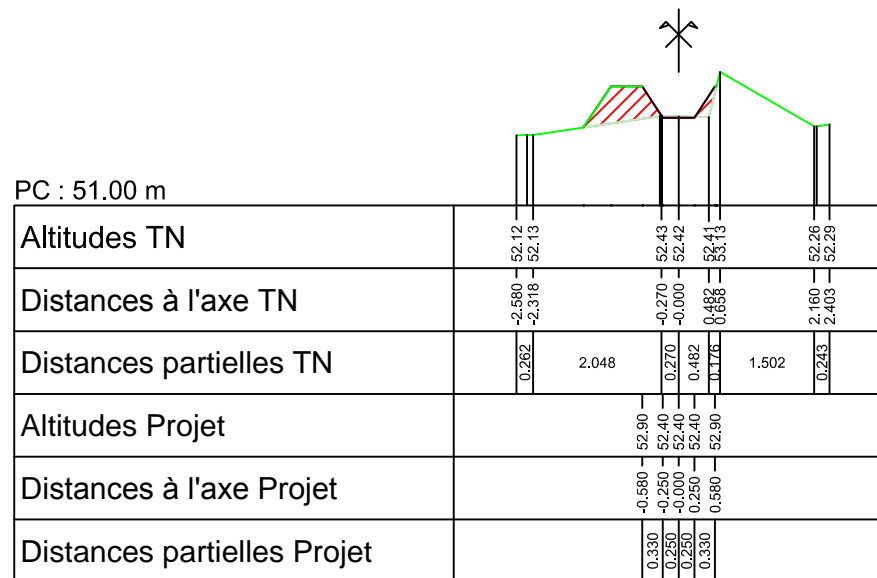 PC : 51.00 m
Altitudes TN 52.12 52.13 52.43 52.42 52.41 53.13 52.26 52.29
Distances à l'axe TN -2.580 -2.318 -0.270 -0.000 0.482 0.658 2.160 2.403
Distances partielles TN 0.262 2.048 0.270 0.482 0.176 1.502 0.243
Altitudes Projet 52.90 52.40 52.40 52.40 52.90
Distances à l'axe Projet -0.580 -0.250 -0.000 0.250 0.580
Distances partielles Projet 0.330 0.250 0.250 0.330